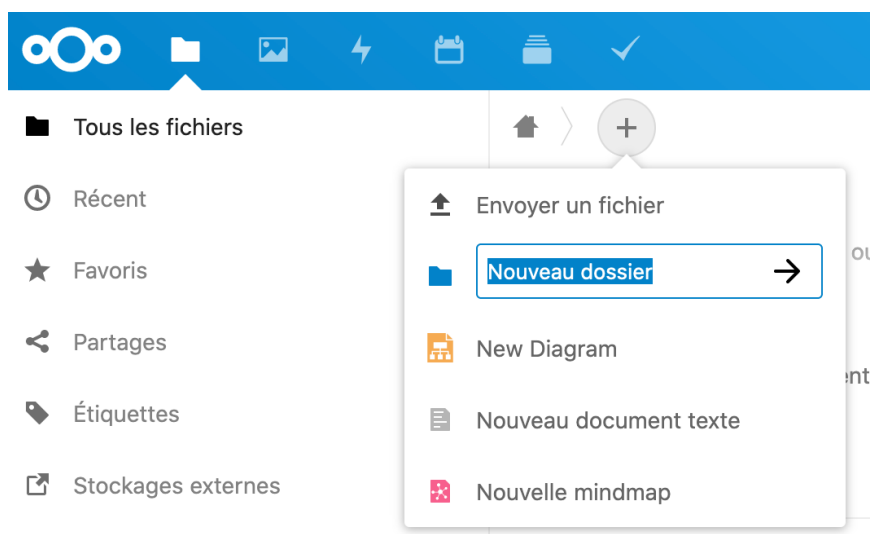 Tous les fichiers
Récent
Favoris
Partages
Étiquettes
Stockages externes
Envoyer un fichier
Nouveau dossier
New Diagram
Nouveau document texte
Nouvelle mindmap